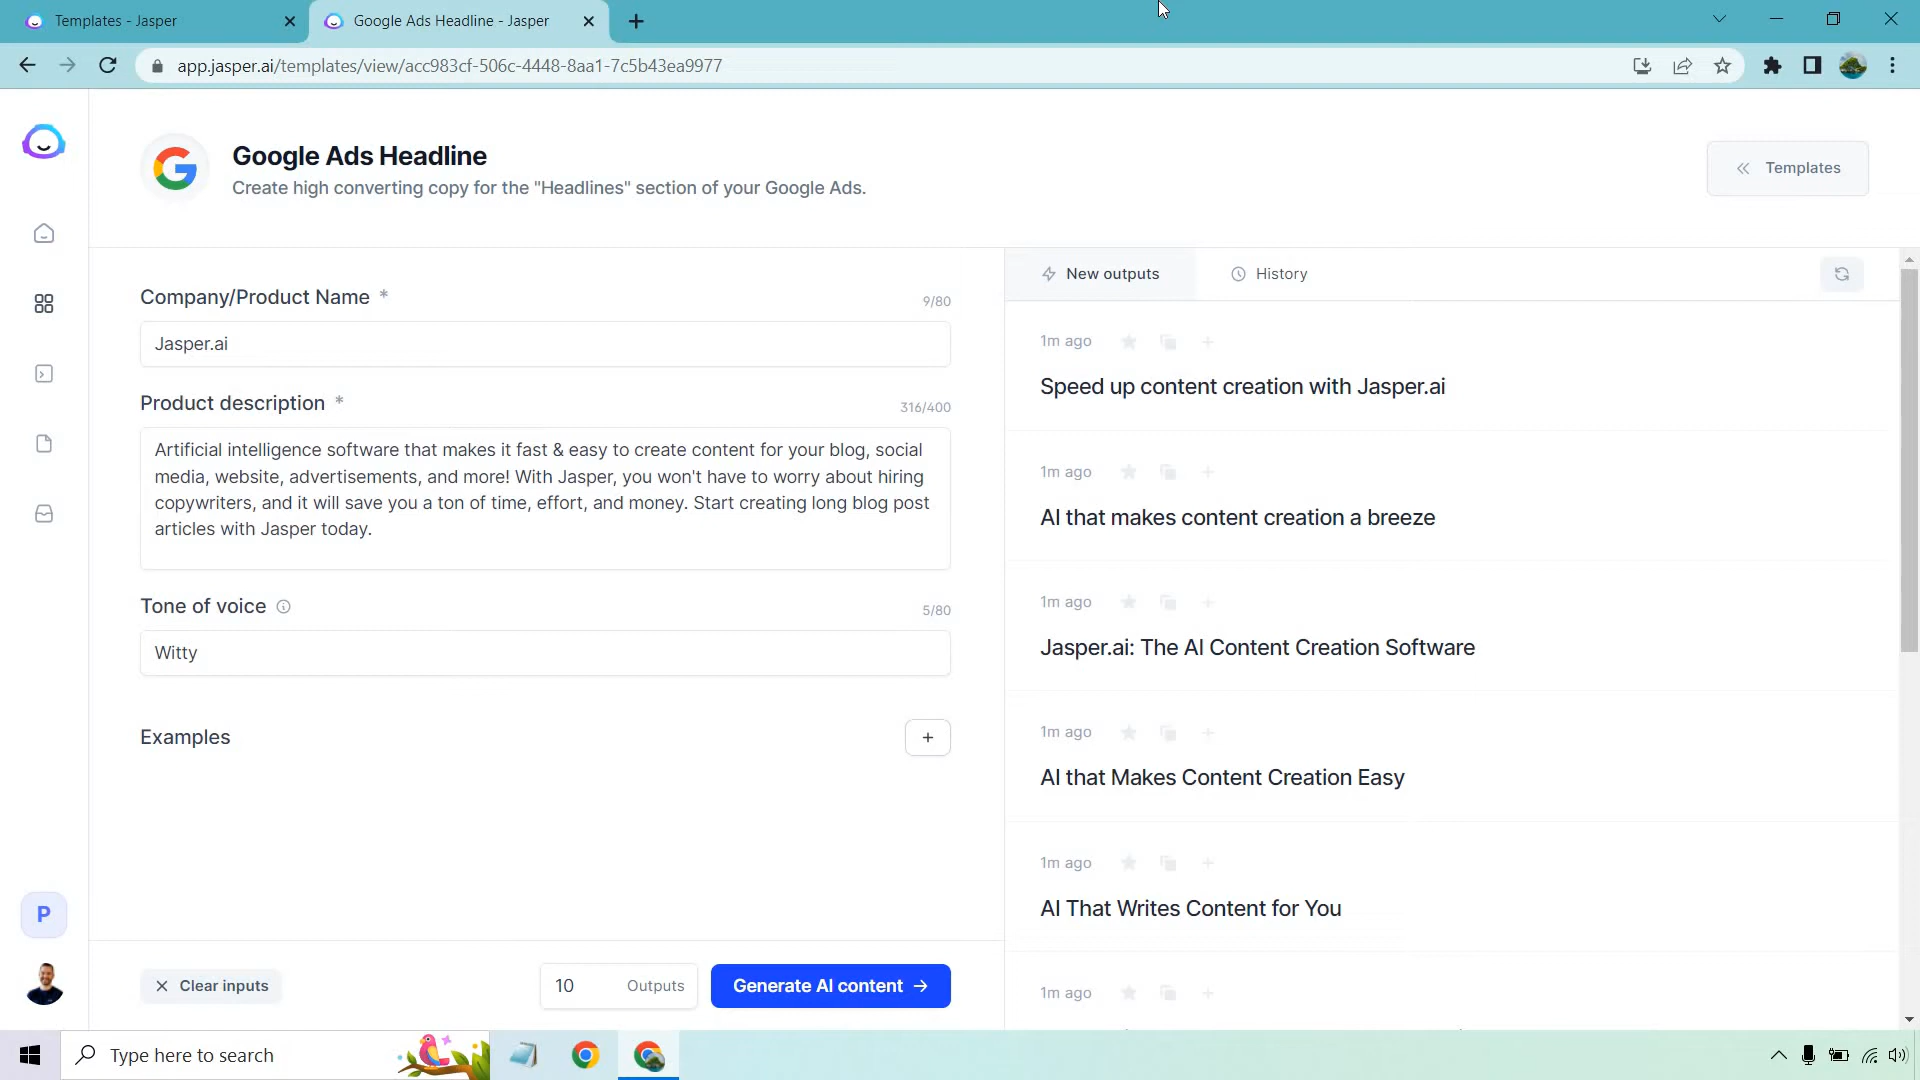 Templates - Jasper
Google Ads Headline - Jasper
app.jasper.ai/templates/view/acc983cf-506c-4448-8aa1-7c5b43ea9977
Google Ads Headline
Create high converting copy for the "Headlines" section of your Google Ads.
Templates
Company/Product Name *
9/80
Jasper.ai
Product description *
316/400
Artificial intelligence software that makes it fast & easy to create content for your blog, social
media, website, advertisements, and more! With Jasper, you won't have to worry about hiring
copywriters, and it will save you a ton of time, effort, and money. Start creating long blog post
articles with Jasper today.
Tone of voice
5/80
Witty
Examples
Clear inputs
10 Outputs
Generate AI content
New outputs
History
1m ago
Speed up content creation with Jasper.ai
1m ago
AI that makes content creation a breeze
1m ago
Jasper.ai: The AI Content Creation Software
1m ago
AI that Makes Content Creation Easy
1m ago
AI That Writes Content for You
1m ago
P
Type here to search